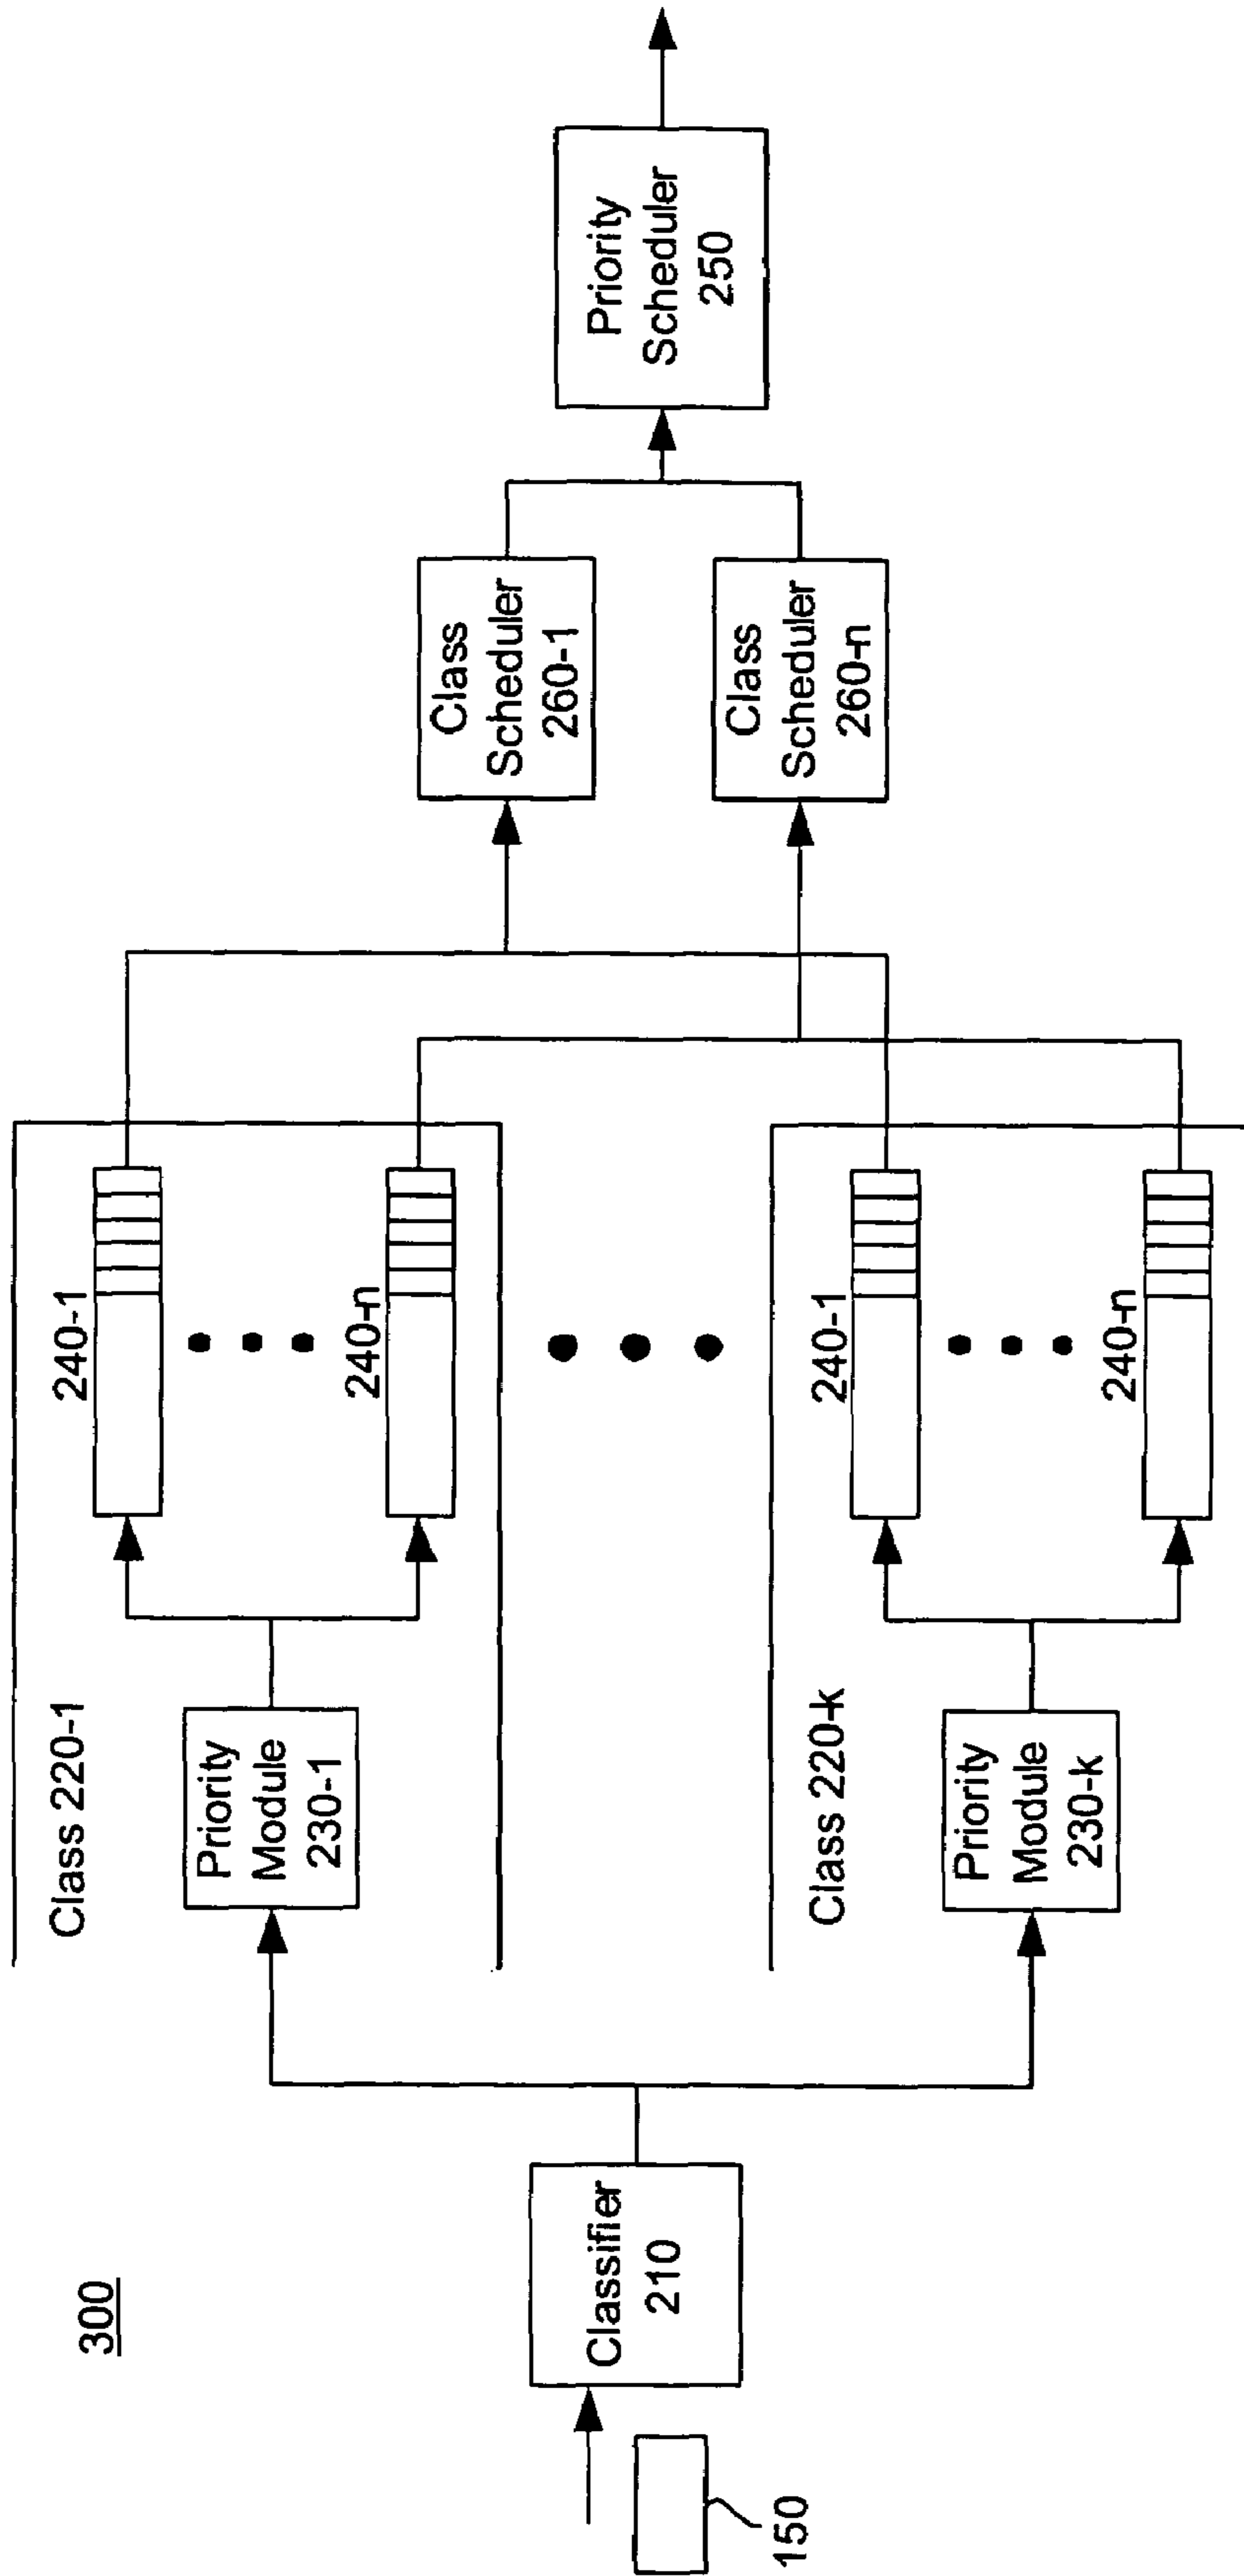 300
150
Classifier
210
Class 220-1
Priority
Module
230-1
240-1
240-n
Class 220-k
Priority
Module
230-k
240-1
240-n
Class
Scheduler
260-1
Class
Scheduler
260-n
Priority
Scheduler
250